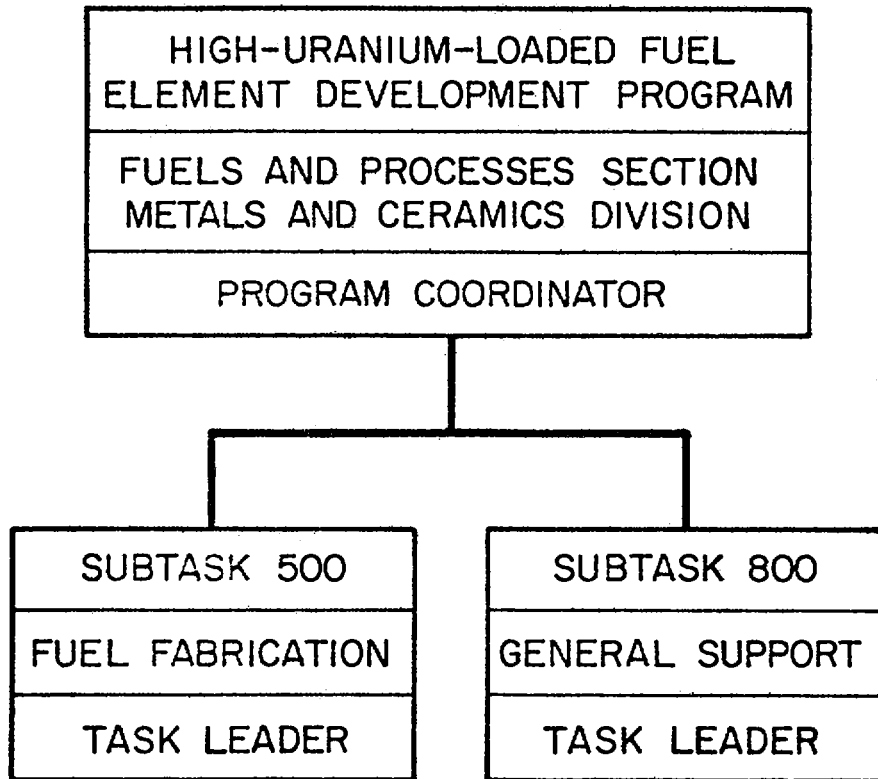 HIGH-URANIUM-LOADED FUEL
ELEMENT DEVELOPMENT PROGRAM
FUELS AND PROCESSES SECTION
METALS AND CERAMICS DIVISION
PROGRAM COORDINATOR
SUBTASK 500
FUEL FABRICATION
TASK LEADER
SUBTASK 800
GENERAL SUPPORT
TASK LEADER